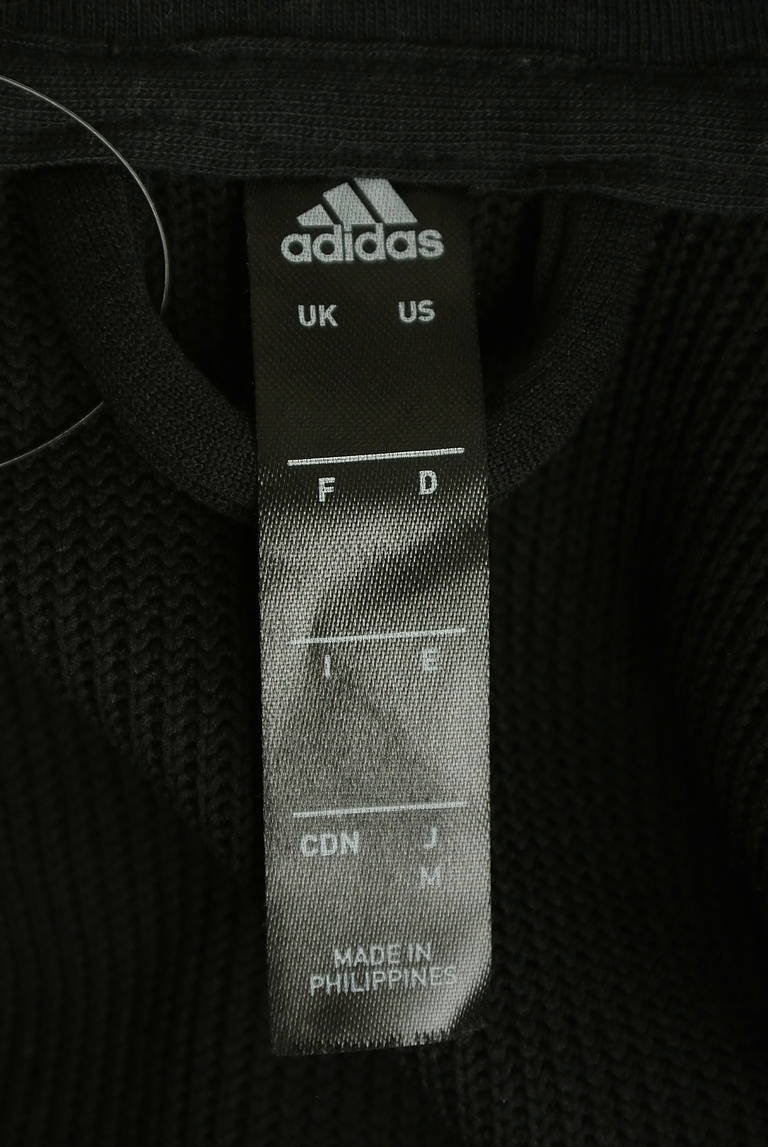 adidas
UK US
F D
I E
CDN J
M
MADE IN
PHILIPPINES